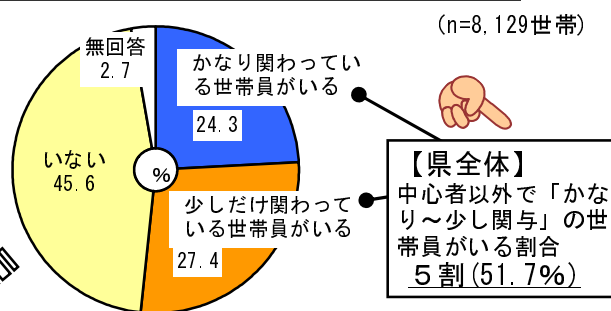 (n=8,129世帯)
無回答
2.7
かなり関わってい
る世帯員がいる
24.3
いない
45.6
%
少しだけ関わって
いる世帯員がいる
27.4
【県全体】
中心者以外で「かな
り～少し関与」の世
帯員がいる割合
５割(51.7%)